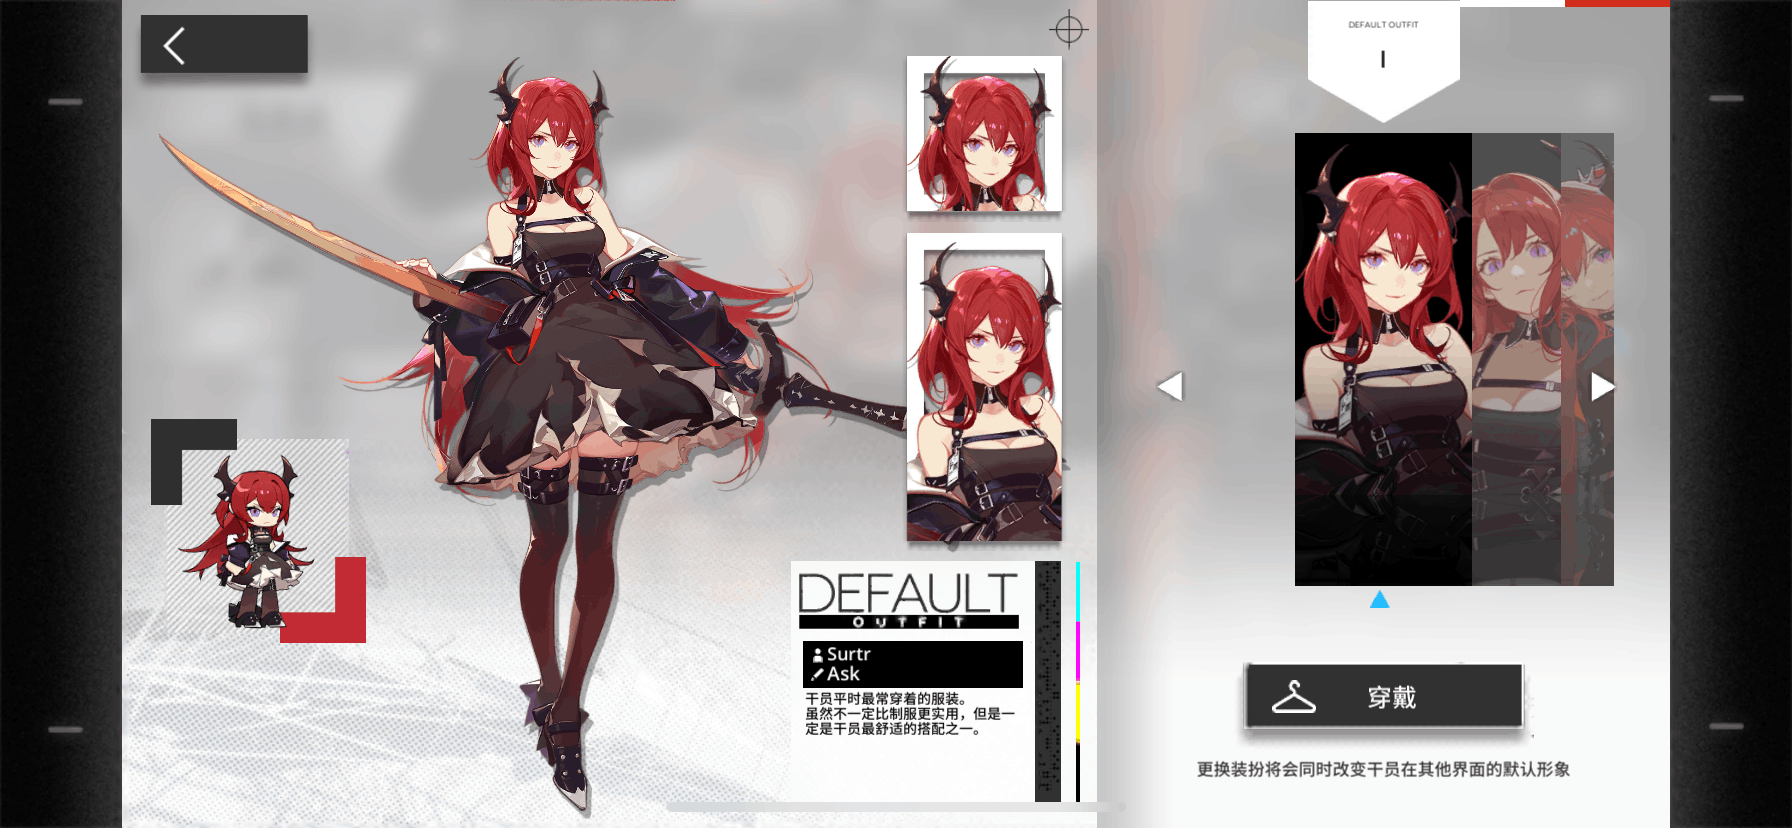 DEFAULT OUTFIT
I
DEFAULT
OUTFIT
Surtr
Ask
干员平时最常穿着的服装。
虽然不一定比制服更实用，但是一
定是干员最舒适的搭配之一。
穿戴
更换装扮将会同时改变干员在其他界面的默认形象